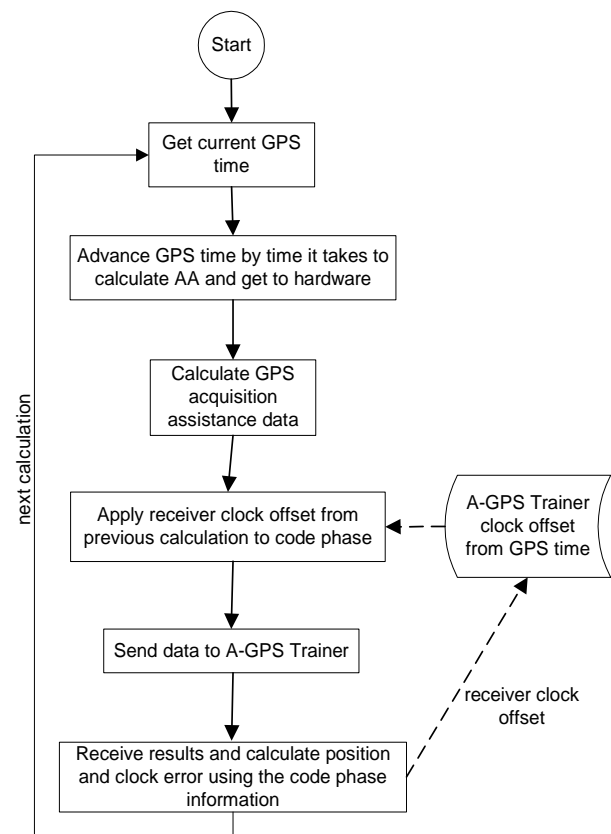 Start
Get current GPS
time
Advance GPS time by time it takes to
calculate AA and get to hardware
Calculate GPS
acquisition
assistance data
next calculation
Apply receiver clock offset from
previous calculation to code phase
A-GPS Trainer
clock offset
from GPS time
Send data to A-GPS Trainer
receiver clock
offset
Receive results and calculate position
and clock error using the code phase
information